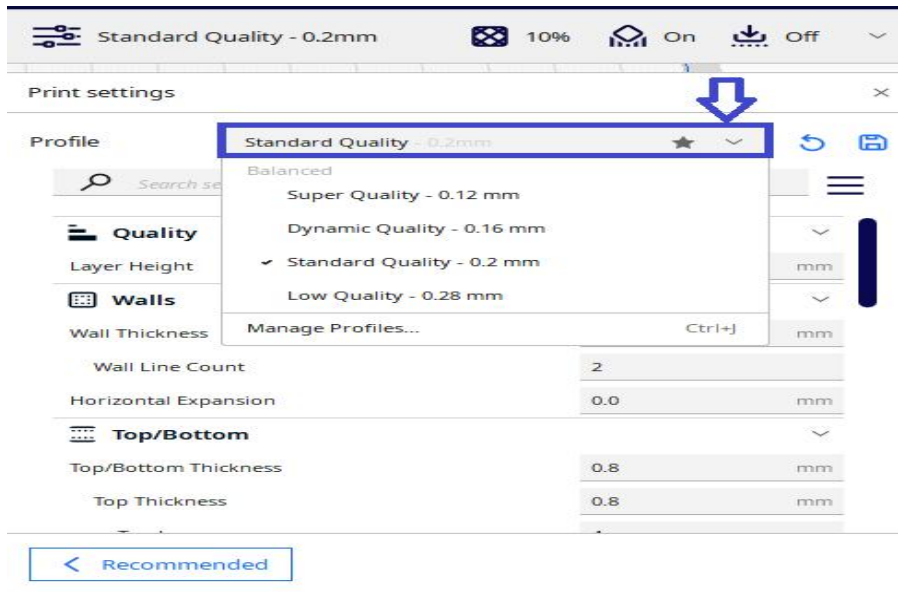 Standard Quality - 0.2mm 10% On Off
Print settings
Profile Standard Quality - 0.2mm
Search se
Balanced
Super Quality - 0.12 mm
Quality
Dynamic Quality - 0.16 mm
Layer Height Standard Quality - 0.2 mm mm
Walls
Low Quality - 0.28 mm
Wall Thickness Manage Profiles... Ctrl+J mm
Wall Line Count 2
Horizontal Expansion 0.0 mm
Top/Bottom
Top/Bottom Thickness 0.8 mm
Top Thickness 0.8 mm
Recommended